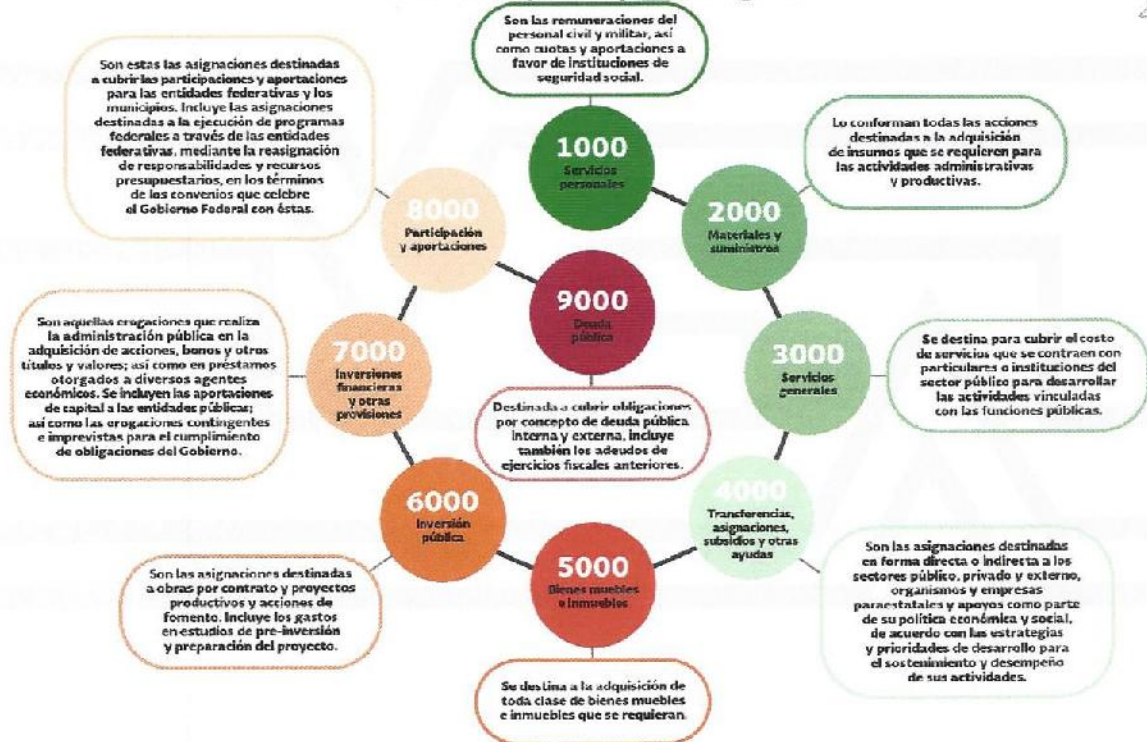 Son las remuneraciones del
personal civil y militar, así
como cuotas y aportaciones a
favor de instituciones de
seguridad social.
1000
Servicios
personales
Lo conforman todas las acciones
destinadas a la adquisición
de insumos que se requieren para
las actividades administrativas
y productivas.
2000
Materiales y
suministros
Se destina para cubrir el costo
de servicios que se contraen con
particulares o instituciones del
sector público para desarrollar
las actividades vinculadas
con las funciones públicas.
3000
Servicios
generales
4000
Transferencias,
asignaciones,
subsidios y otras
ayudas
Son las asignaciones destinadas
en forma directa o indirecta a los
sectores público, privado y externo,
organismos y empresas
paraestatales y apoyos como parte
de su política económica y social,
de acuerdo con las estrategias
y prioridades de desarrollo para
el sostenimiento y desempeño
de sus actividades.
5000
Bienes muebles
e inmuebles
Se destina a la adquisición de
toda clase de bienes muebles
e inmuebles que se requieran.
6000
Inversión
pública
Son las asignaciones destinadas
a obras por contrato y proyectos
productivos y acciones de
fomento. Incluye los gastos
en estudios de pre-inversión
y preparación del proyecto.
7000
Inversiones
financieras
y otras
provisiones
Son aquellas erogaciones que realiza
la administración pública en la
adquisición de acciones, bonos y otros
títulos y valores; así como en préstamos
otorgados a diversos agentes
económicos. Se incluyen las aportaciones
de capital a las entidades públicas;
así como las erogaciones contingentes
e imprevistas para el cumplimiento
de obligaciones del Gobierno.
8000
Participación
y aportaciones
Son estas las asignaciones destinadas
a cubrir las participaciones y aportaciones
para las entidades federativas y los
municipios. Incluye las asignaciones
destinadas a la ejecución de programas
federales a través de las entidades
federativas, mediante la reasignación
de responsabilidades y recursos
presupuestarios, en los términos
de los convenios que celebre
el Gobierno Federal con éstas.
9000
Deuda
pública
Destinada a cubrir obligaciones
por concepto de deuda pública
interna y externa, incluye
también los adeudos de
ejercicios fiscales anteriores.